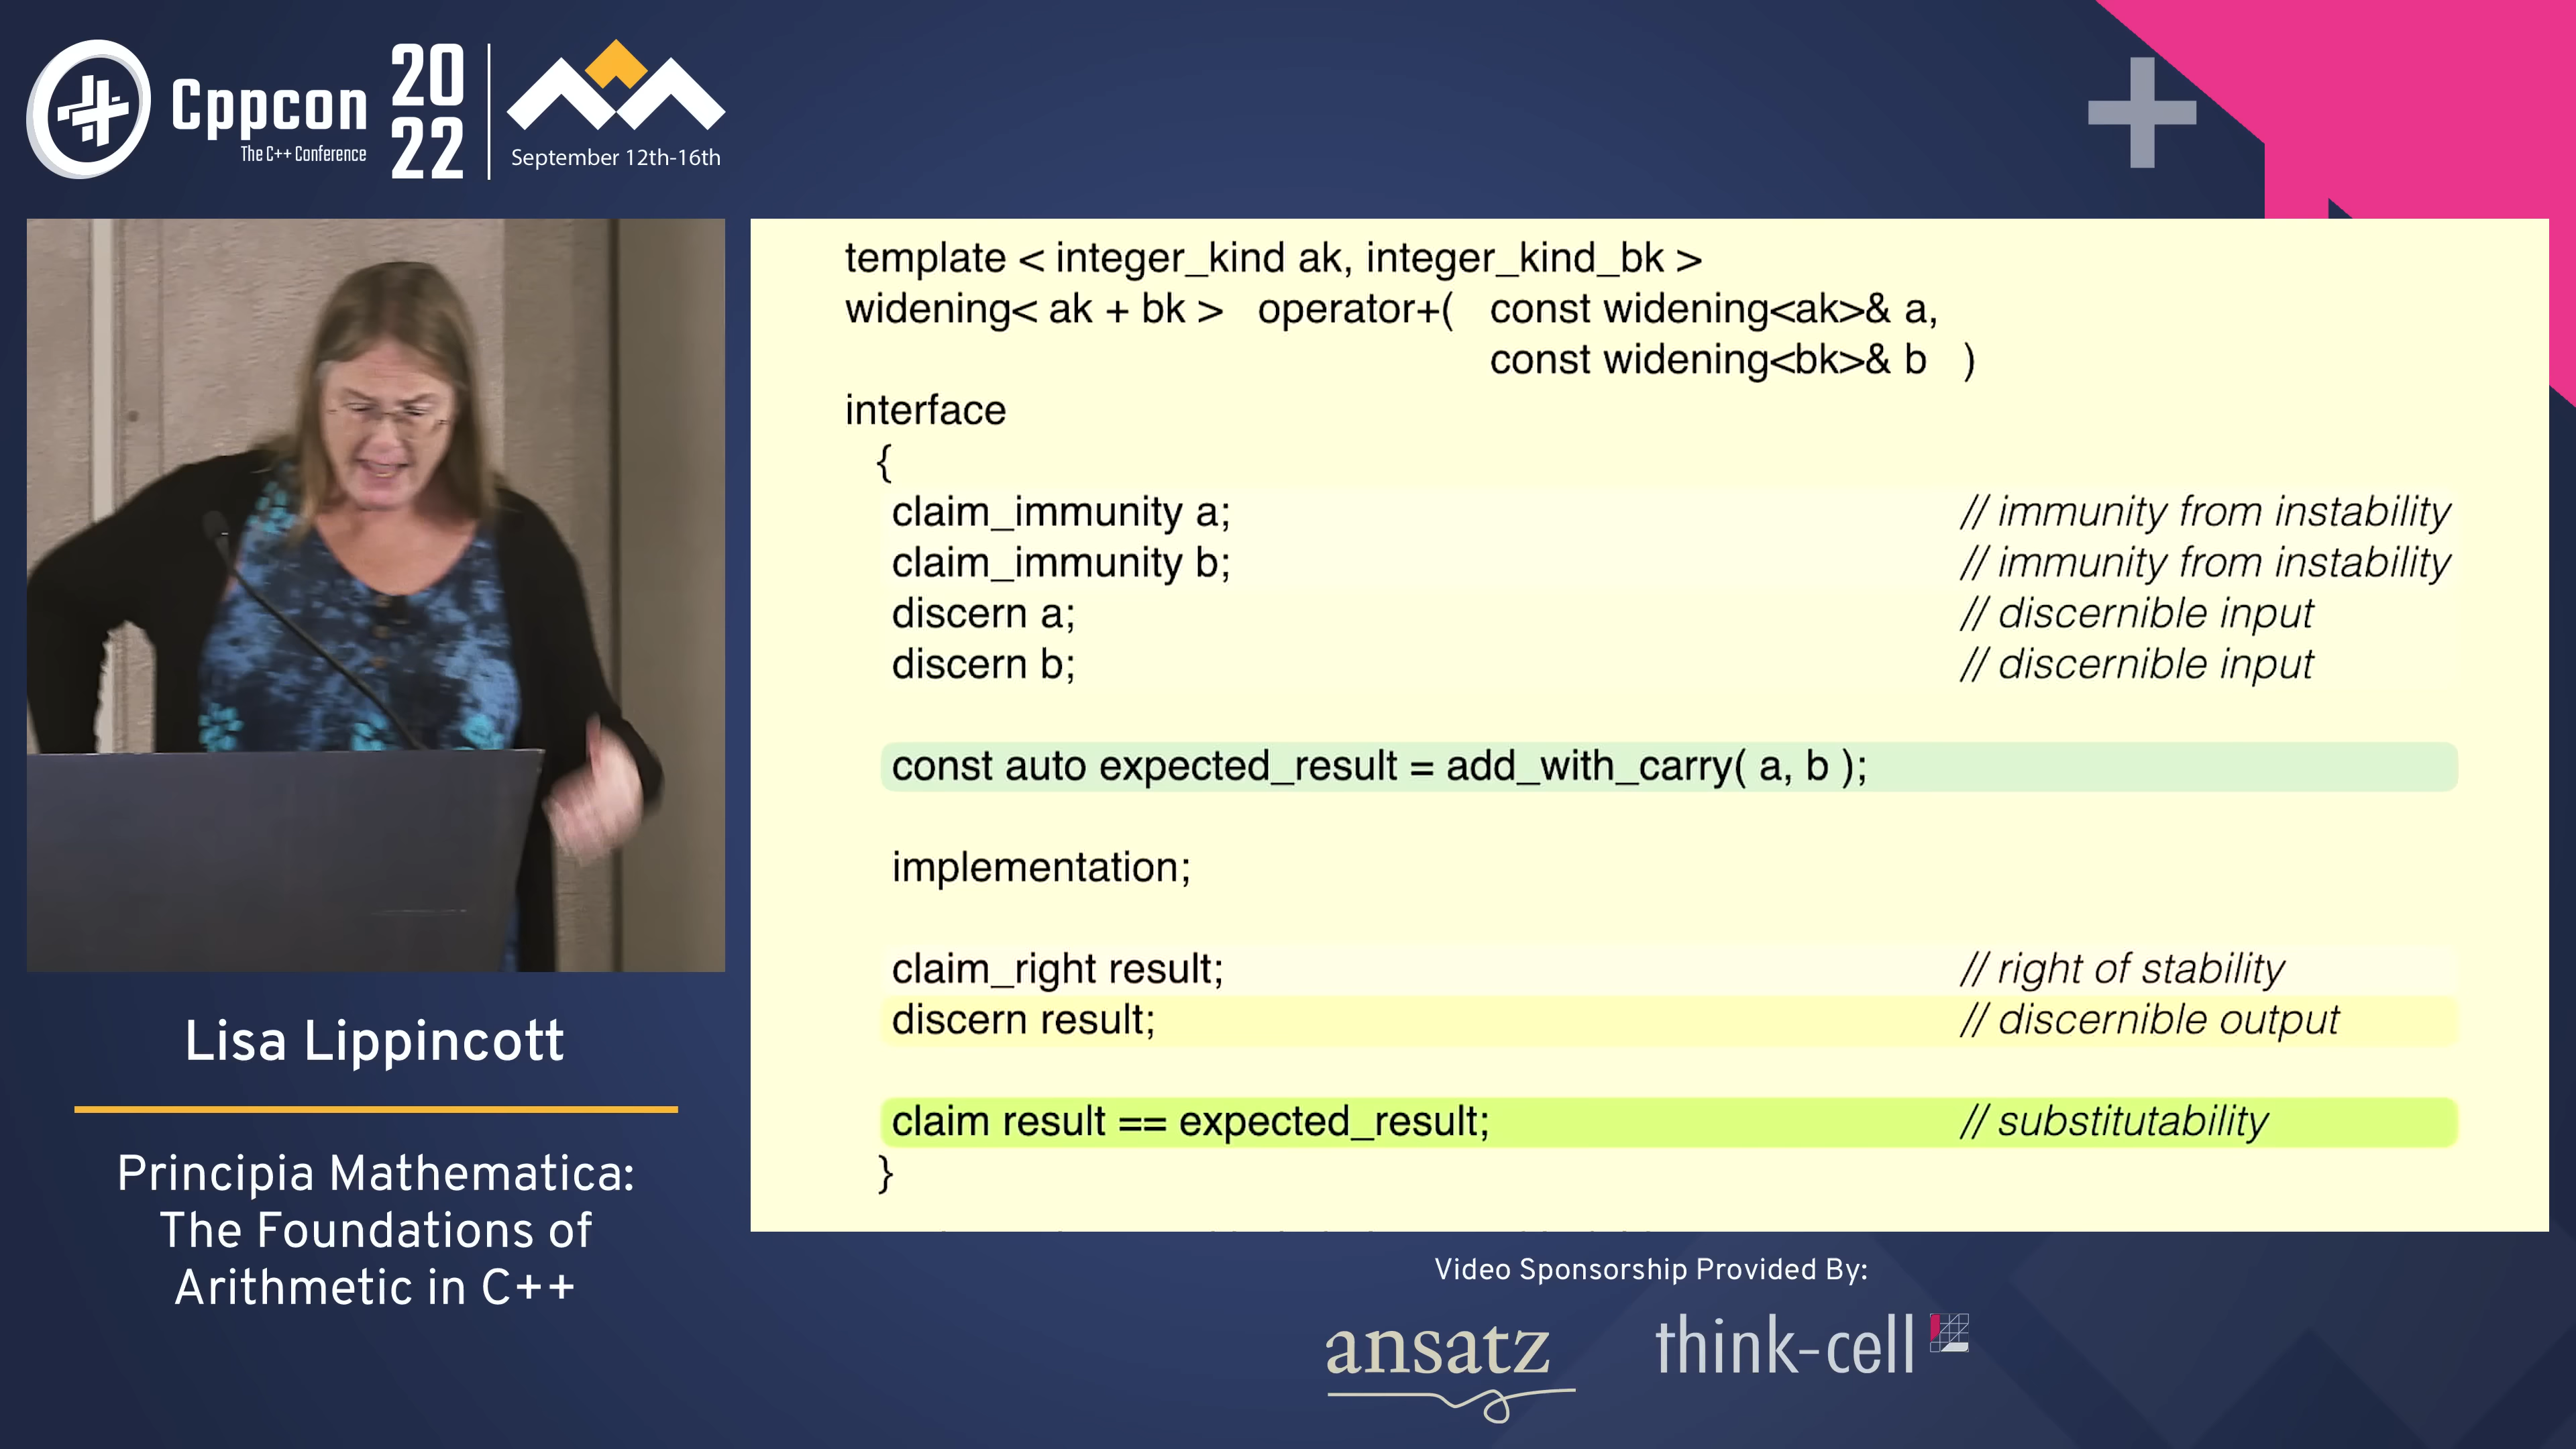 Cppcon
The C++ Conference
20
22
September 12th-16th
template < integer_kind ak, integer_kind_bk >
widening< ak + bk > operator+( const widening<ak>& a,
const widening<bk>& b )
interface
{
claim_immunity a; // immunity from instability
claim_immunity b; // immunity from instability
discern a; // discernible input
discern b; // discernible input
const auto expected_result = add_with_carry( a, b );
implementation;
claim_right result; // right of stability
discern result; // discernible output
claim result == expected_result; // substitutability
}
Lisa Lippincott
Principia Mathematica:
The Foundations of
Arithmetic in C++
Video Sponsorship Provided By:
ansatz
think-cell